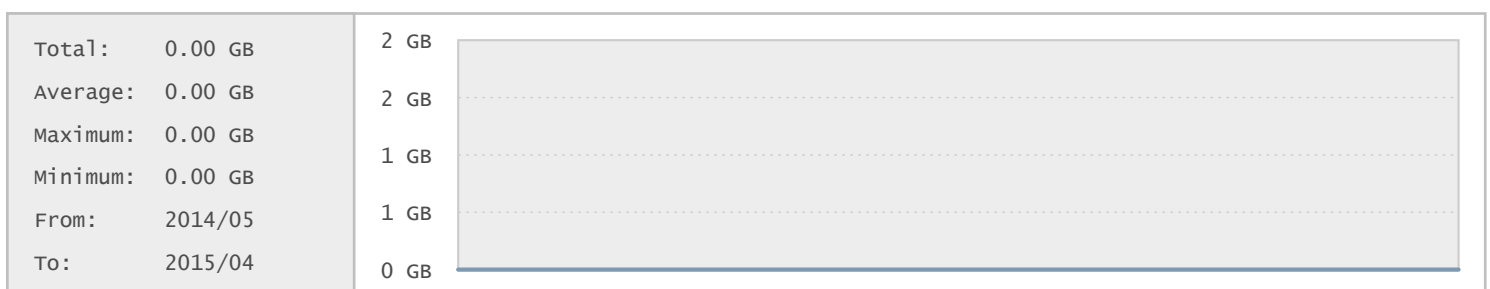 Total: 0.00 GB
Average: 0.00 GB
Maximum: 0.00 GB
Minimum: 0.00 GB
From: 2014/05
To: 2015/04
2 GB
2 GB
1 GB
1 GB
0 GB